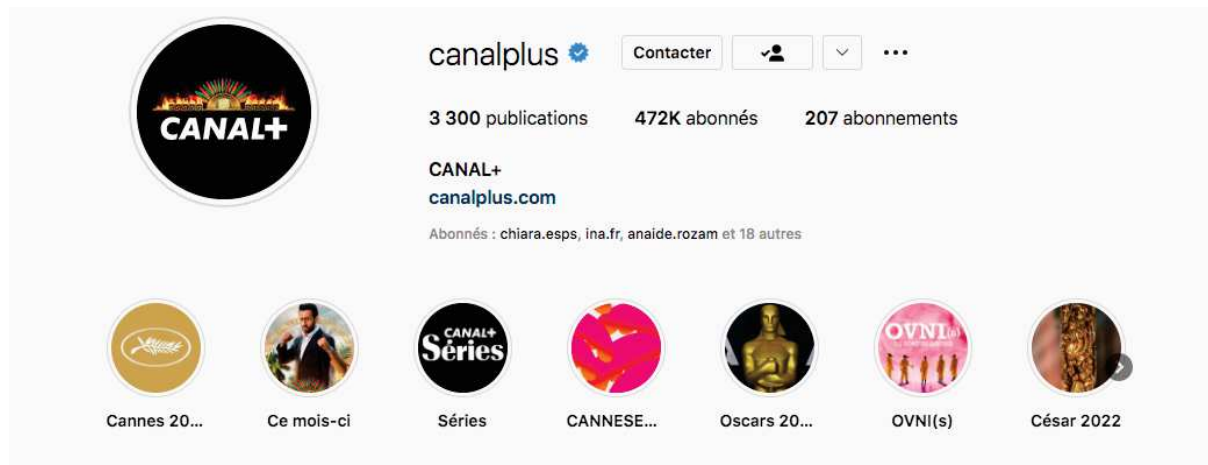 canalplus
Contacter
3 300 publications 472K abonnés 207 abonnements
CANAL+
CANAL+
canalplus.com
Abonnés : chiara.esps, ina.fr, anaide.rozam et 18 autres
CANAL+
Séries
OVNI(s)
Cannes 20... Ce mois-ci Séries CANNESE... Oscars 20... OVNI(s) César 2022